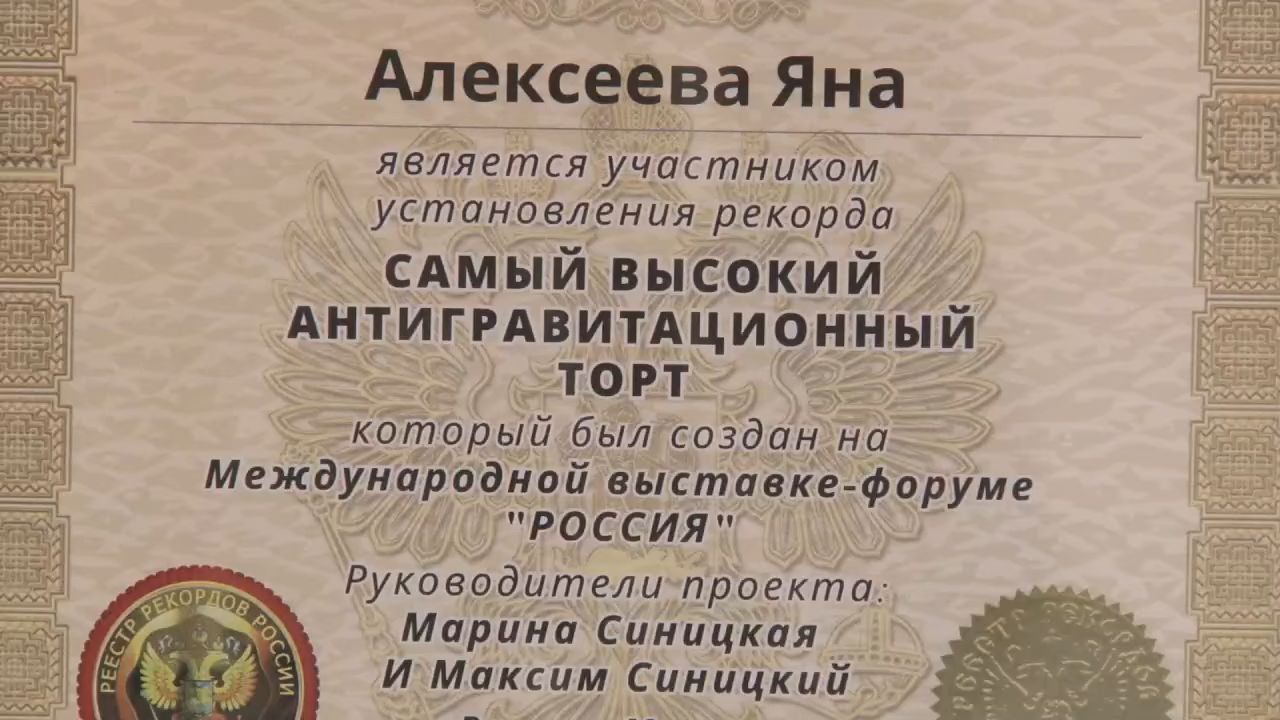 Алексеева Яна
является участником
установления рекорда
САМЫЙ ВЫСОКИЙ
АНТИГРАВИТАЦИОННЫЙ
ТОРТ
который был создан на
Международной выставке-форуме
"РОССИЯ"
Руководители проекта:
Марина Синицкая
И Максим Синицкий
РЕЕСТР РЕКОРДОВ РОССИИ